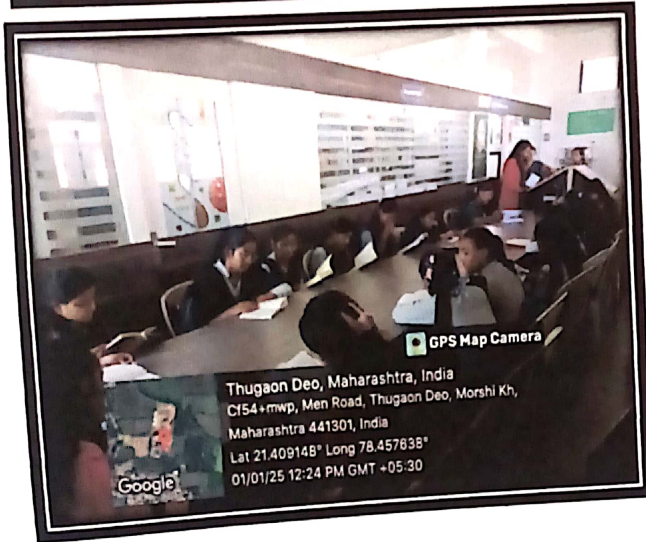 GPS Map Camera
Thugaon Deo, Maharashtra, India
Cf54+mwp, Men Road, Thugaon Deo, Morshi Kh,
Maharashtra 441301, India
Lat 21.409148° Long 78.457638°
01/01/25 12:24 PM GMT +05:30
Google